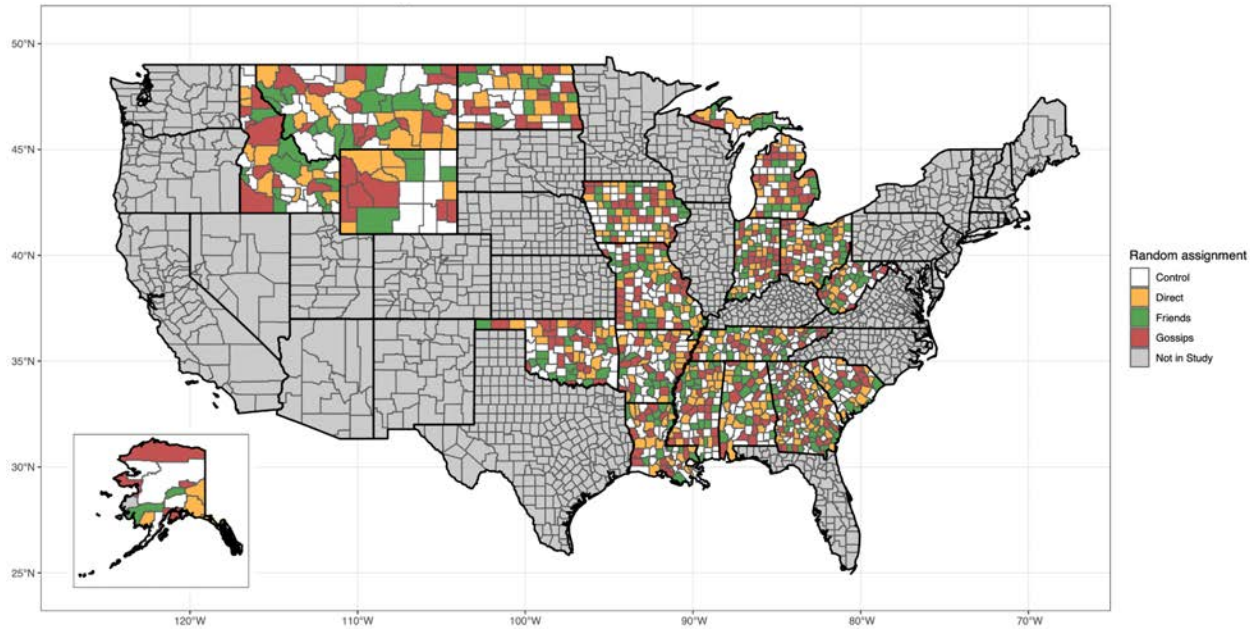 50°N
45°N
40°N
35°N
30°N
25°N
120°W
110°W
100°W
90°W
80°W
70°W
Random assignment
Control
Direct
Friends
Gossips
Not in Study